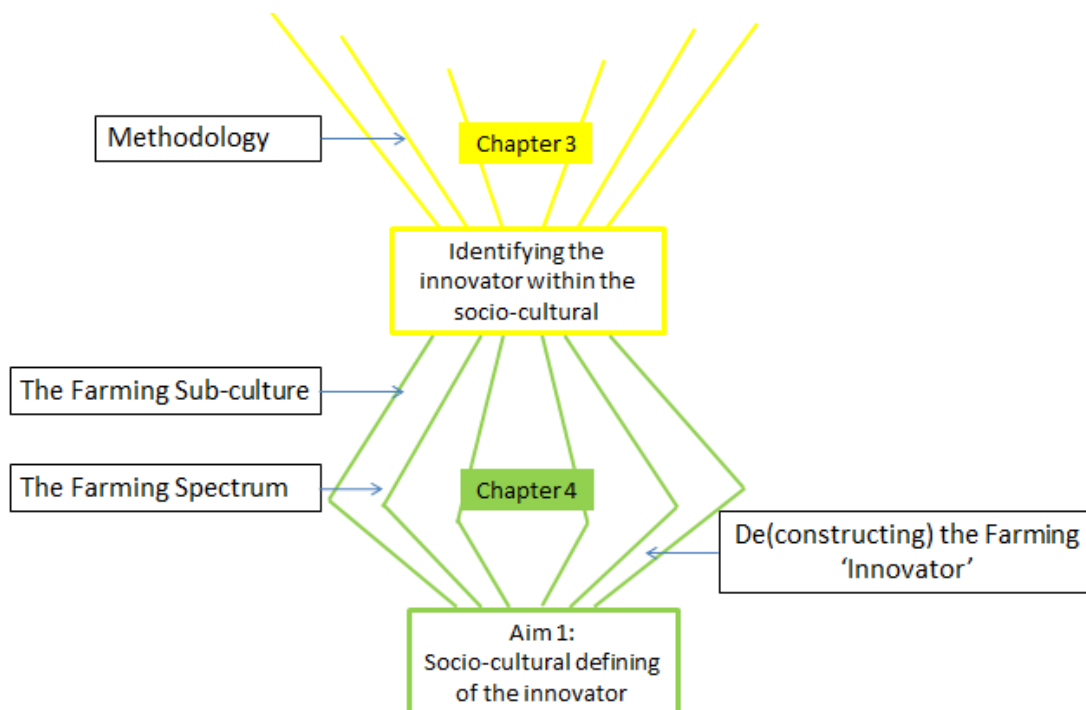 Methodology
Chapter 3
Identifying the
innovator within the
socio-cultural
The Farming Sub-culture
The Farming Spectrum
Chapter 4
De(constructing) the Farming
‘Innovator’
Aim 1:
Socio-cultural defining
of the innovator